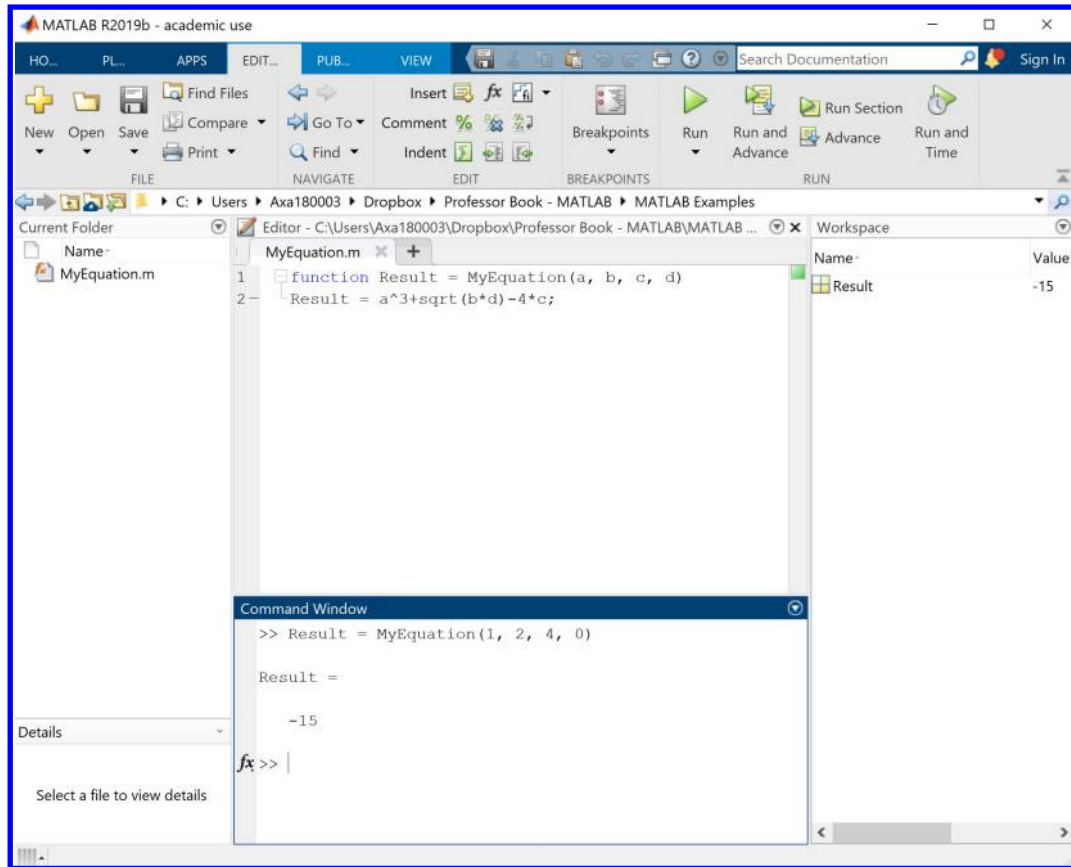 MATLAB R2019b - academic use
HO... PL... APPS EDIT... PUB... VIEW Search Documentation Sign In
New Open Save Find Files Compare Print
Go To Find
Insert fx
Comment %
Indent
Breakpoints Run Run and Advance Run Section Advance Run and Time
FILE NAVIGATE EDIT BREAKPOINTS RUN
C: Users Axa180003 Dropbox Professor Book - MATLAB MATLAB Examples
Current Folder
Name
MyEquation.m
Editor - C:\Users\Axa180003\Dropbox\Professor Book - MATLAB\MATLAB ...
MyEquation.m +
1 function Result = MyEquation(a, b, c, d)
2 - Result = a^3+sqrt(b*d)-4*c;
Workspace
Name Value
Result -15
Command Window
>> Result = MyEquation(1, 2, 4, 0)
Result =
-15
fx >>
Details
Select a file to view details